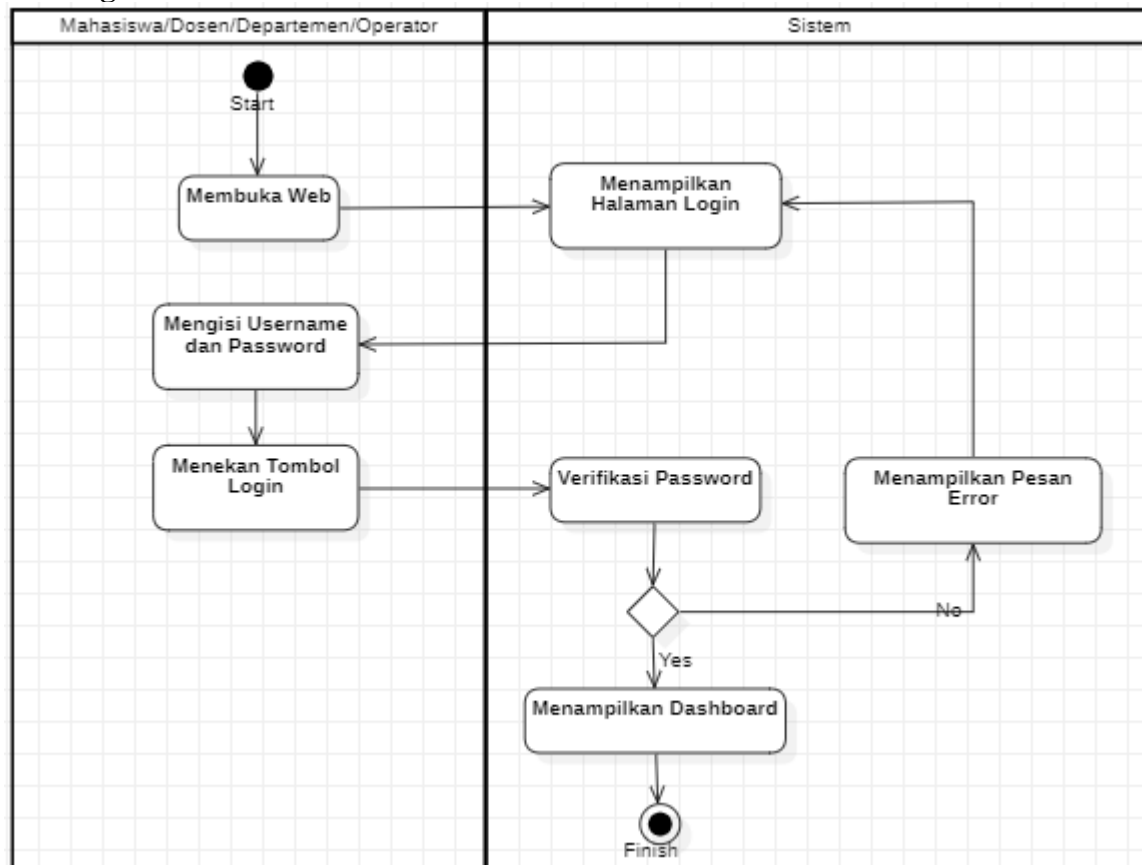 Mahasiswa/Dosen/Departemen/Operator
Sistem
Start
Membuka Web
Menampilkan
Halaman Login
Mengisi Username
dan Password
Menekan Tombol
Login
Verifikasi Password
Menampilkan Pesan
Error
No
Yes
Menampilkan Dashboard
Finish